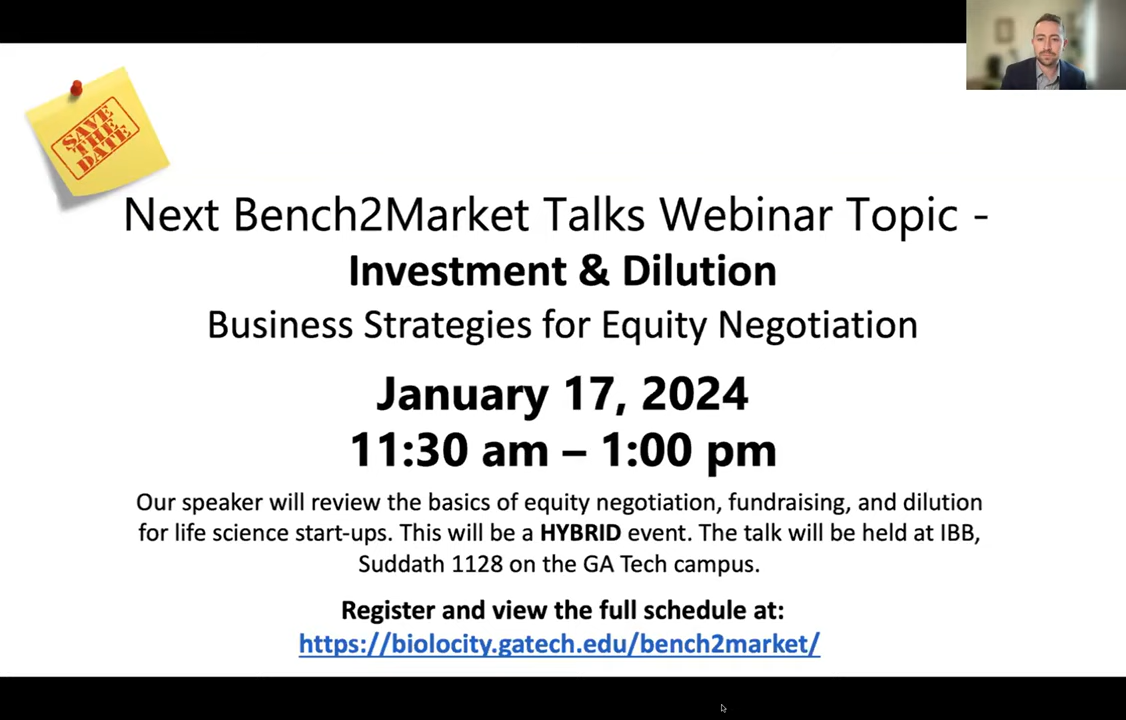 SAVE
THE
DATE
Next Bench2Market Talks Webinar Topic -
Investment & Dilution
Business Strategies for Equity Negotiation
January 17, 2024
11:30 am – 1:00 pm
Our speaker will review the basics of equity negotiation, fundraising, and dilution
for life science start-ups. This will be a HYBRID event. The talk will be held at IBB,
Suddath 1128 on the GA Tech campus.
Register and view the full schedule at:
https://biolocity.gatech.edu/bench2market/